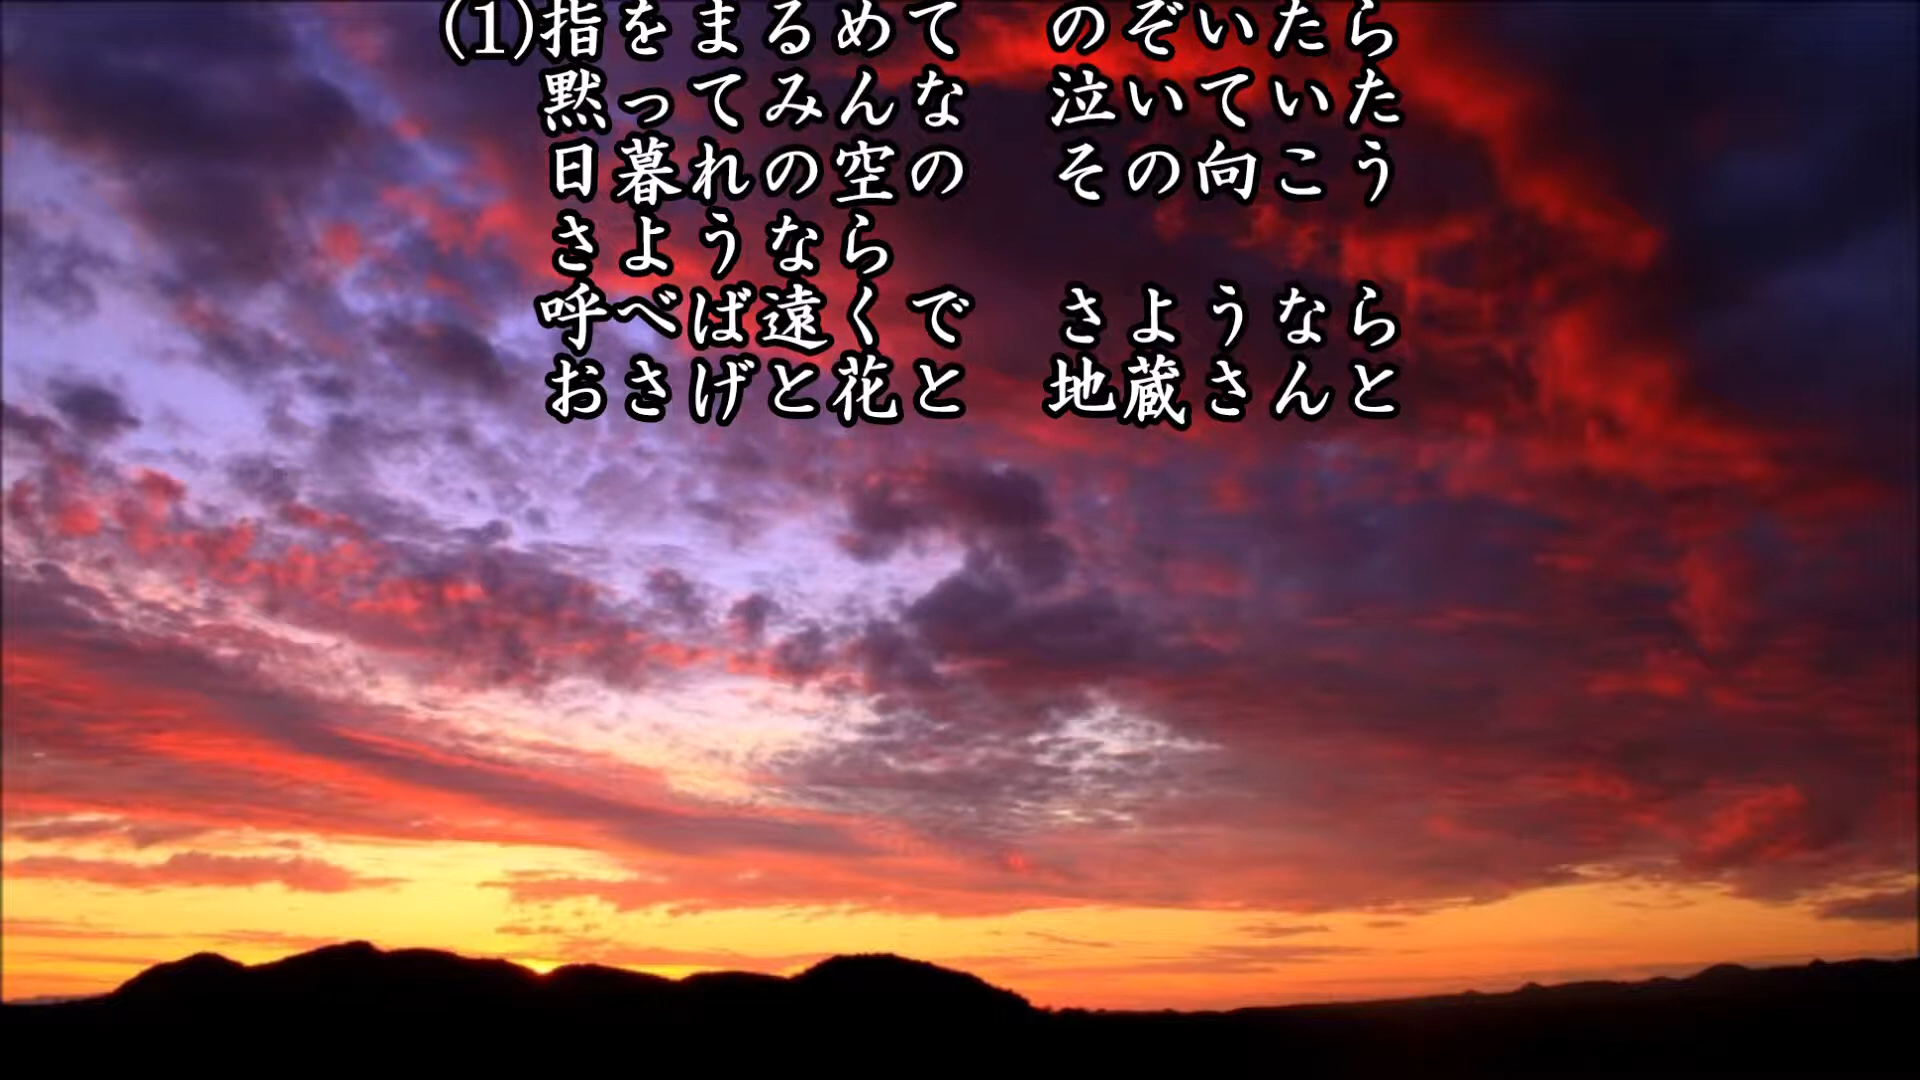 (1)指をまるめて　のぞいたら
黙ってみんな　泣いていた
日暮れの空の　その向こう
さようなら
呼べば遠くで　さようなら
おさげと花と　地蔵さんと